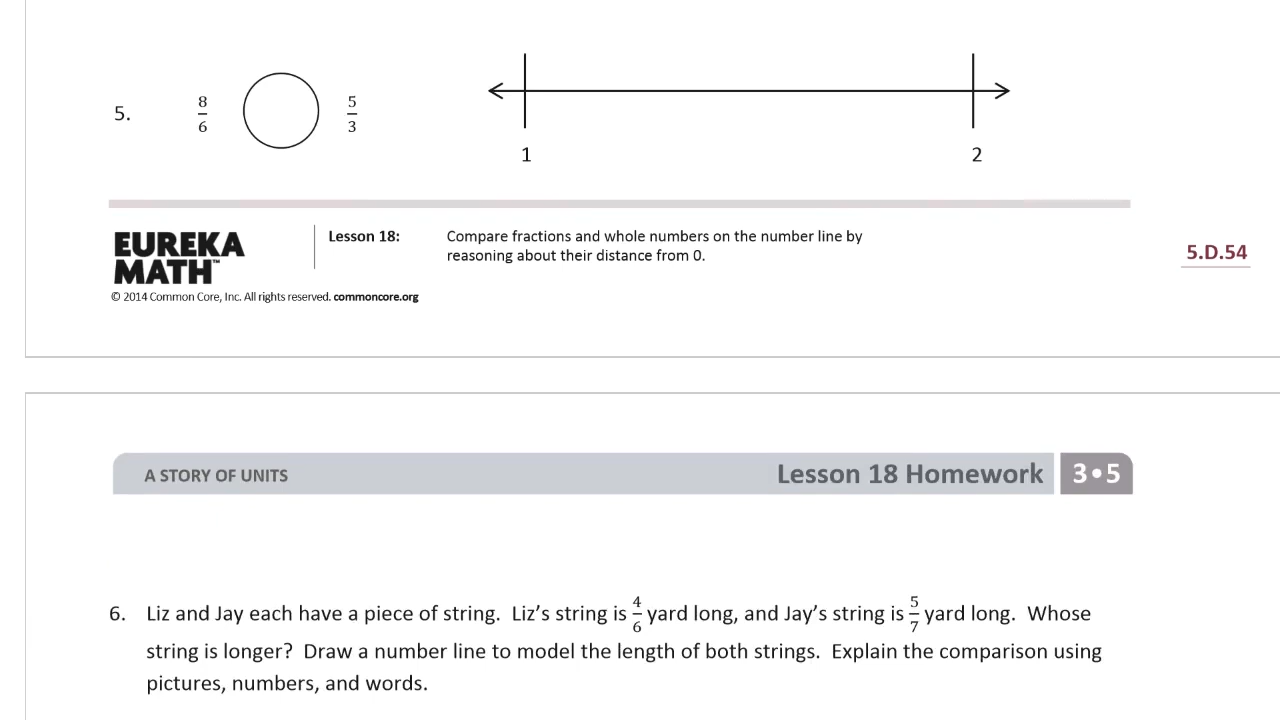 5. 8/6 5/3
1 2
EUREKA MATH™ Lesson 18: Compare fractions and whole numbers on the number line by
reasoning about their distance from 0.
5.D.54
© 2014 Common Core, Inc. All rights reserved. commoncore.org
A STORY OF UNITS Lesson 18 Homework 3•5
6. Liz and Jay each have a piece of string. Liz’s string is 4/6 yard long, and Jay’s string is 5/7 yard long. Whose
string is longer? Draw a number line to model the length of both strings. Explain the comparison using
pictures, numbers, and words.